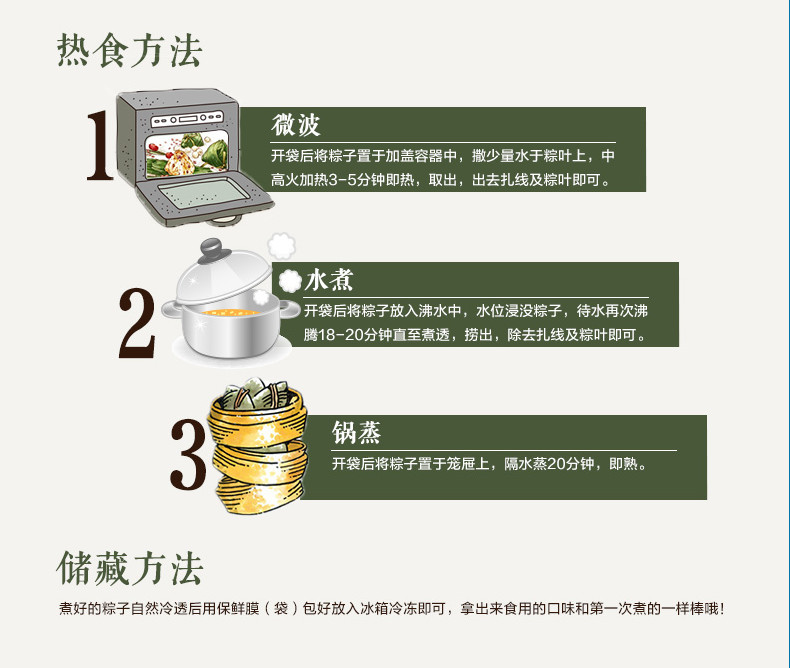 热食方法
1
微波
开袋后将粽子置于加盖容器中，撒少量水于粽叶上，中
高火加热3-5分钟即热，取出，出去扎线及粽叶即可。
2
水煮
开袋后将粽子放入沸水中，水位浸没粽子，待水再次沸
腾18-20分钟直至煮透，捞出，除去扎线及粽叶即可。
3
锅蒸
开袋后将粽子置于笼屉上，隔水蒸20分钟，即熟。
储藏方法
煮好的粽子自然冷透后用保鲜膜（袋）包好放入冰箱冷冻即可，拿出来食用的口味和第一次煮的一样棒哦！